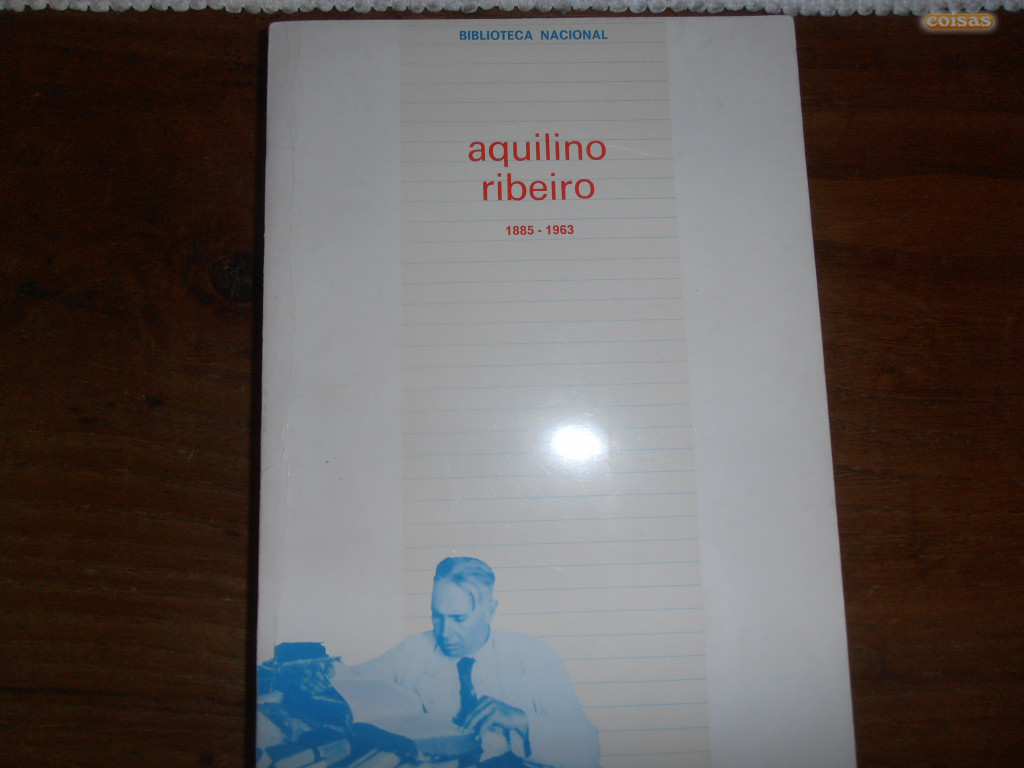 coisas
BIBLIOTECA NACIONAL
aquilino
ribeiro
1885 - 1963